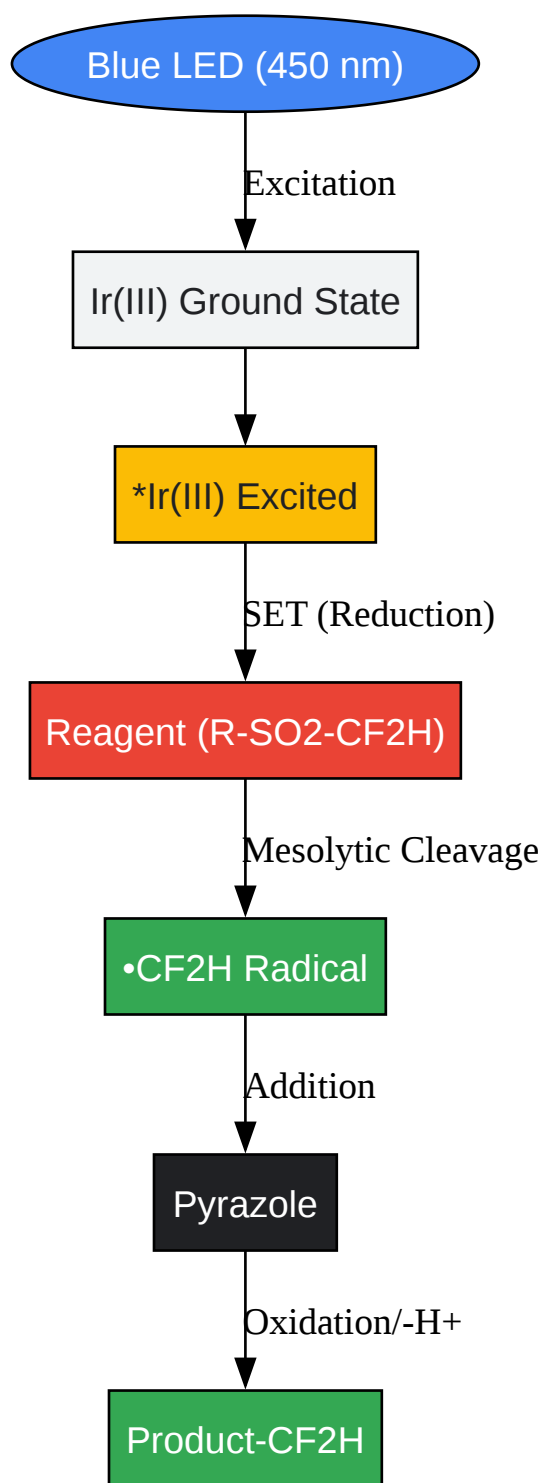 Blue LED (450 nm)
Excitation
Ir(III) Ground State
*Ir(III) Excited
SET (Reduction)
Reagent (R-SO2-CF2H)
Mesolytic Cleavage
•CF2H Radical
Addition
Pyrazole
Oxidation/-H+
Product-CF2H